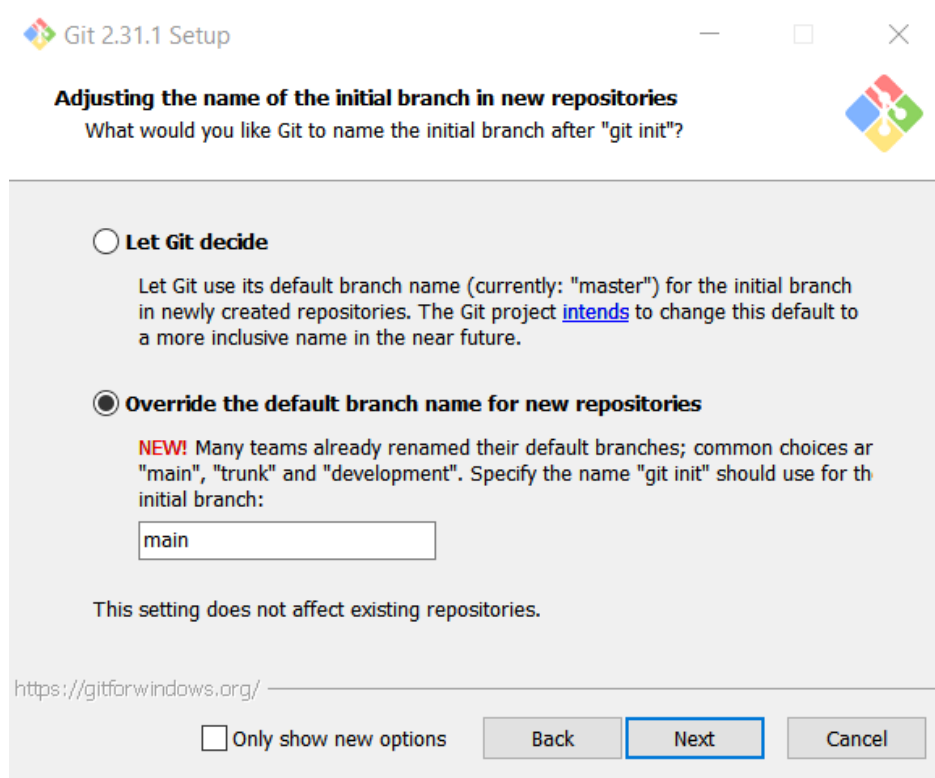 Git 2.31.1 Setup
Adjusting the name of the initial branch in new repositories
What would you like Git to name the initial branch after "git init"?
Let Git decide
Let Git use its default branch name (currently: "master") for the initial branch
in newly created repositories. The Git project intends to change this default to
a more inclusive name in the near future.
Override the default branch name for new repositories
NEW! Many teams already renamed their default branches; common choices ar
"main", "trunk" and "development". Specify the name "git init" should use for th
initial branch:
main
This setting does not affect existing repositories.
https://gitforwindows.org/
Only show new options
Back
Next
Cancel